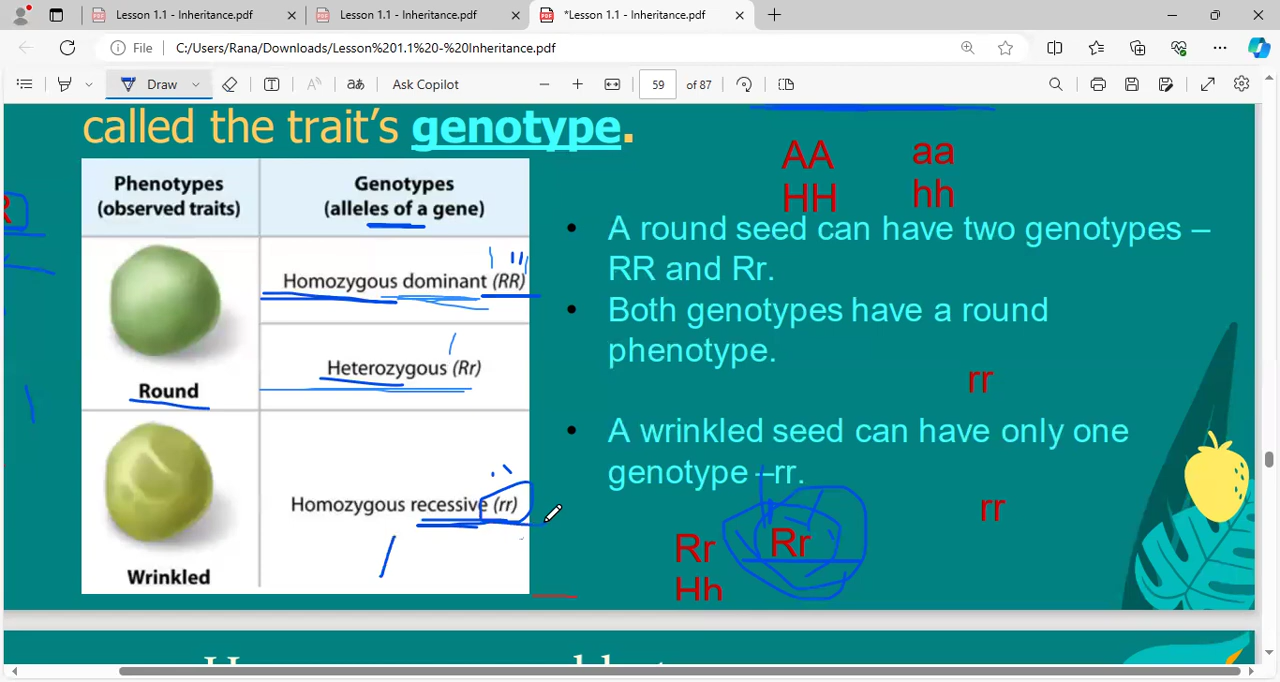 Lesson 1.1 - Inheritance.pdf
Lesson 1.1 - Inheritance.pdf
*Lesson 1.1 - Inheritance.pdf
File
C:/Users/Rana/Downloads/Lesson%201.1%20-%20Inheritance.pdf
Draw
aあ
Ask Copilot
59
of 87
called the trait's genotype.
AA
aa
HH
hh
Phenotypes
(observed traits)
Genotypes
(alleles of a gene)
Round
Homozygous dominant (RR)
Heterozygous (Rr)
Wrinkled
Homozygous recessive (rr)
• A round seed can have two genotypes –
RR and Rr.
• Both genotypes have a round
phenotype.
rr
• A wrinkled seed can have only one
genotype –rr.
rr
Rr
Rr
Hh